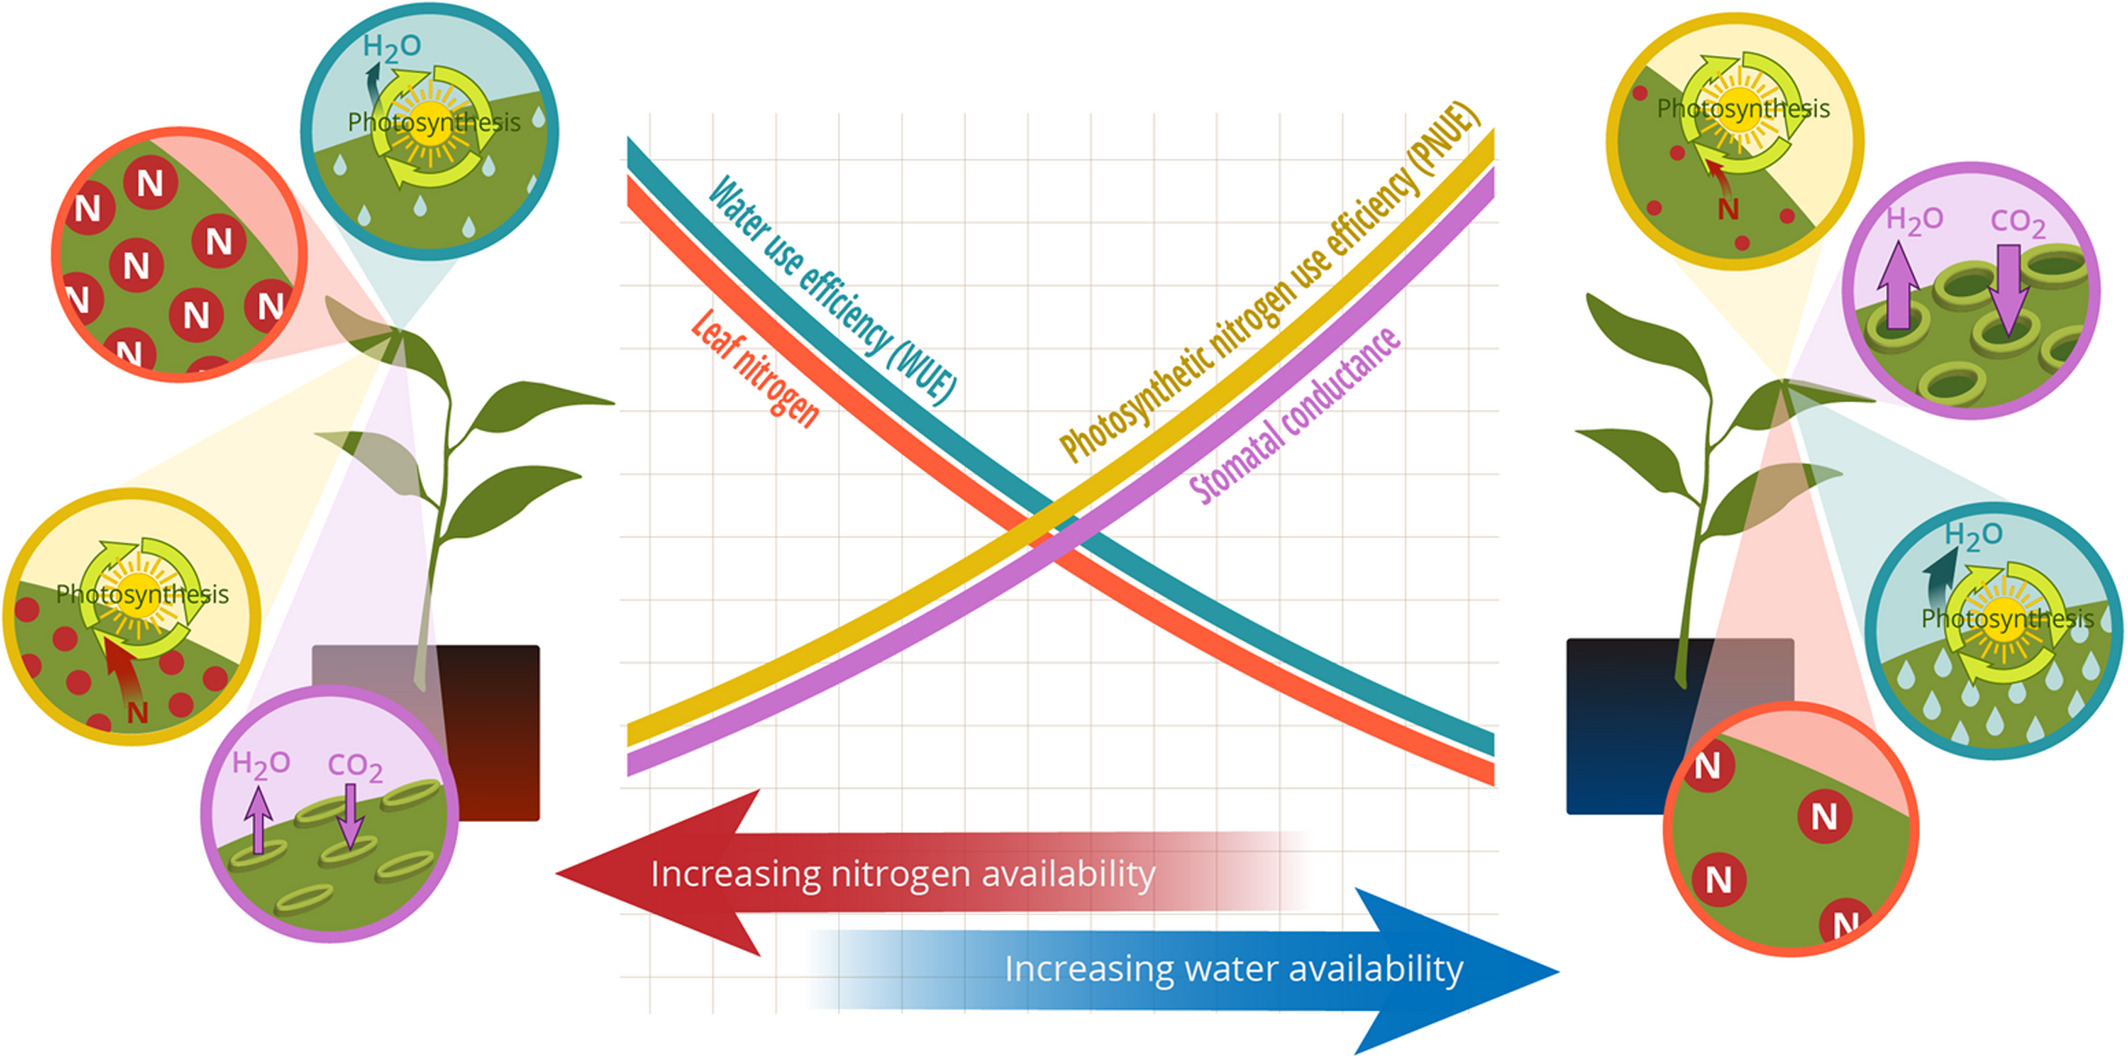 H2O
Photosynthesis
N
N
N
N
N
N
N
N
Photosynthesis
N
H2O
CO2
Water use efficiency (WUE)
Leaf nitrogen
Photosynthetic nitrogen use efficiency (PNUE)
Stomatal conductance
Increasing nitrogen availability
Increasing water availability
Photosynthesis
N
H2O
CO2
H2O
Photosynthesis
N
N
N
N